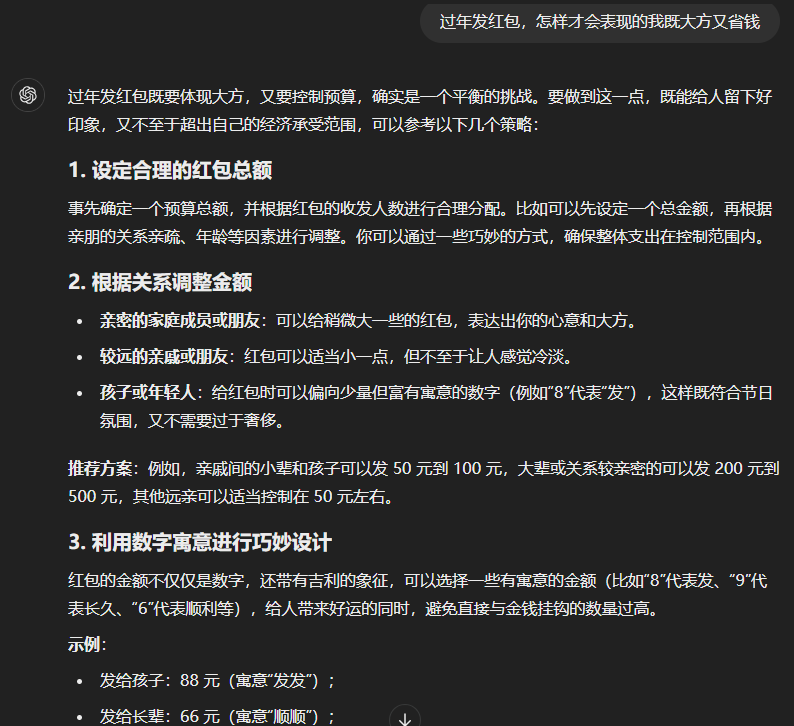 过年发红包，怎样才会表现的我既大方又省钱
过年发红包既要体现大方，又要控制预算，确实是一个平衡的挑战。要做到这一点，既能给人留下好
印象，又不至于超出自己的经济承受范围，可以参考以下几个策略：
1. 设定合理的红包总额
事先确定一个预算总额，并根据红包的收发人数进行合理分配。比如可以先设定一个总金额，再根据
亲朋的关系亲疏、年龄等因素进行调整。你可以通过一些巧妙的方式，确保整体支出在控制范围内。
2. 根据关系调整金额
• 亲密的家庭成员或朋友：可以给稍微大一些的红包，表达出你的心意和大方。
• 较远的亲戚或朋友：红包可以适当小一点，但不至于让人感觉冷淡。
• 孩子或年轻人：给红包时可以偏向少量但富有寓意的数字（例如“8”代表“发”），这样既符合节日
氛围，又不需要过于奢侈。
推荐方案：例如，亲戚间的小辈和孩子可以发 50 元到 100 元，大辈或关系较亲密的可以发 200 元到
500 元，其他远亲可以适当控制在 50 元左右。
3. 利用数字寓意进行巧妙设计
红包的金额不仅仅是数字，还带有吉利的象征，可以选择一些有寓意的金额（比如“8”代表发、“9”代
表长久、“6”代表顺利等），给人带来好运的同时，避免直接与金钱挂钩的数量过高。
示例：
• 发给孩子：88 元（寓意“发发”）；
• 发给长辈：66 元（寓意“顺顺”）；